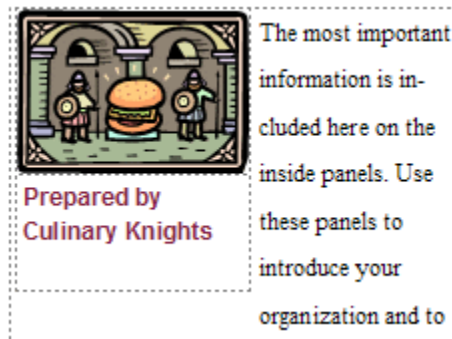 Prepared by
Culinary Knights
The most important
information is in-
cluded here on the
inside panels. Use
these panels to
introduce your
organization and to